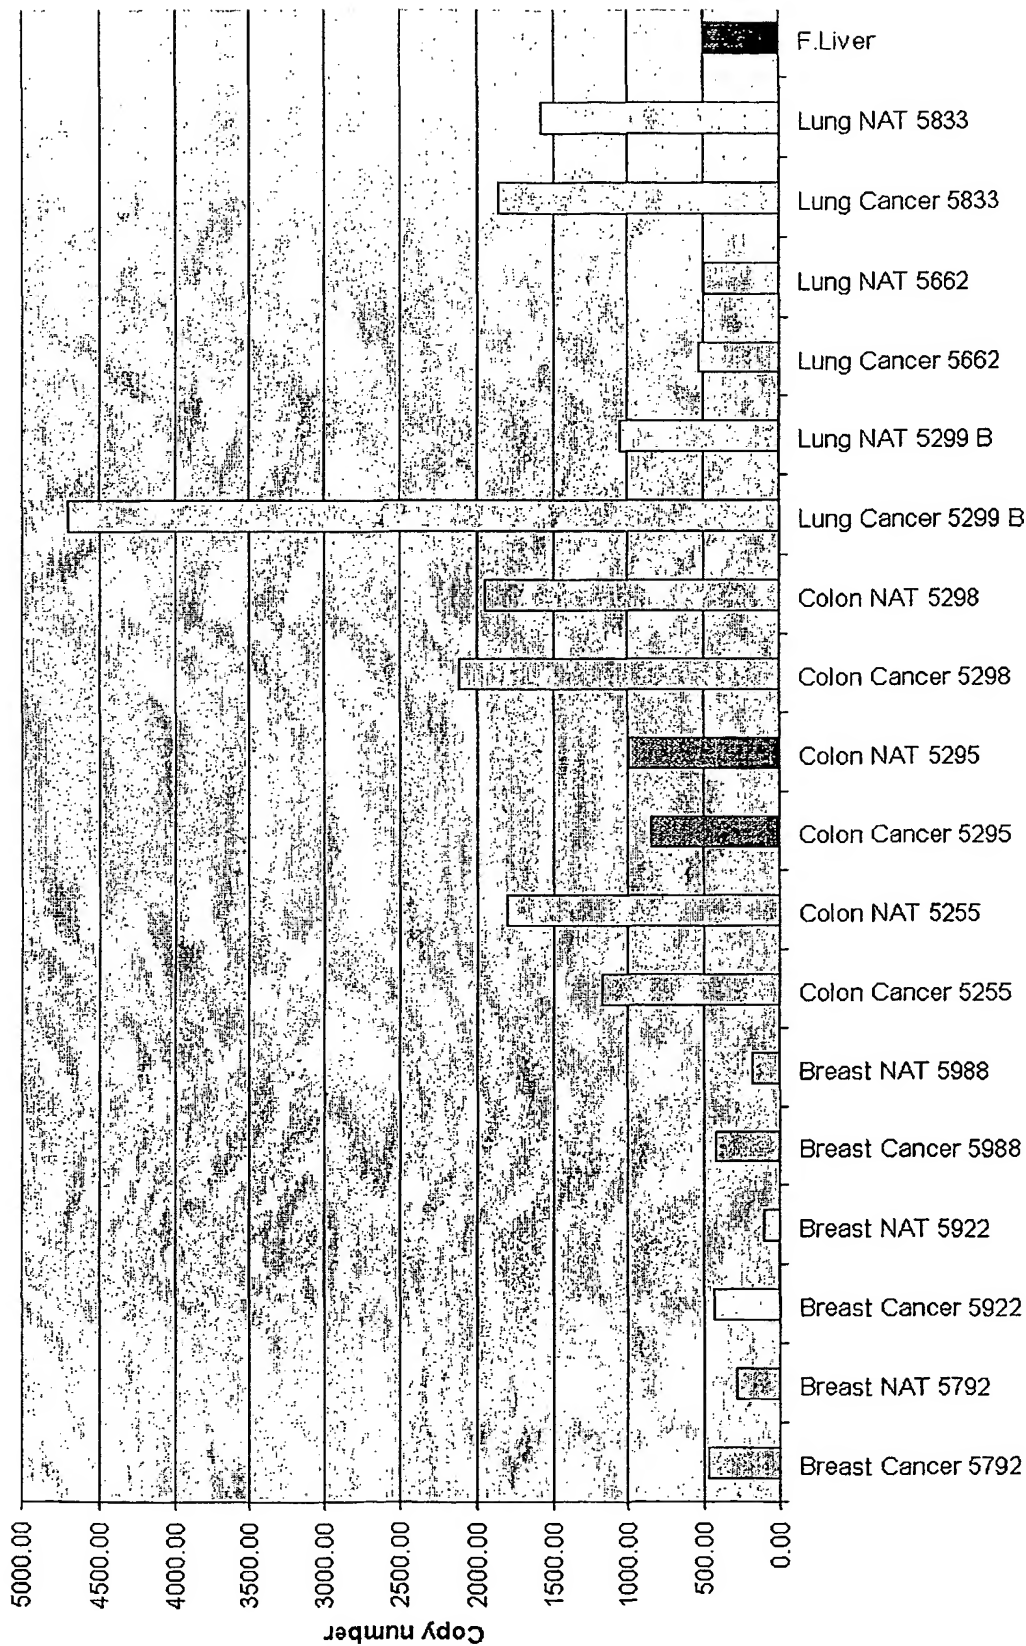 F.Liver
Lung NAT 5833
Lung Cancer 5833
Lung NAT 5662
Lung Cancer 5662
Lung NAT 5299 B
Lung Cancer 5299 B
Colon NAT 5298
Colon Cancer 5298
Colon NAT 5295
Colon Cancer 5295
Colon NAT 5255
Colon Cancer 5255
Breast NAT 5988
Breast Cancer 5988
Breast NAT 5922
Breast Cancer 5922
Breast NAT 5792
Breast Cancer 5792
5000.00
4500.00
4000.00
3500.00
3000.00
2500.00
2000.00
1500.00
1000.00
500.00
0.00
Copy number